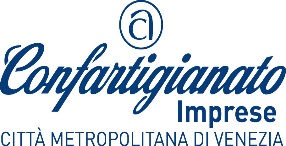 a
Confartigianato
Imprese
CITTÀ METROPOLITANA DI VENEZIA